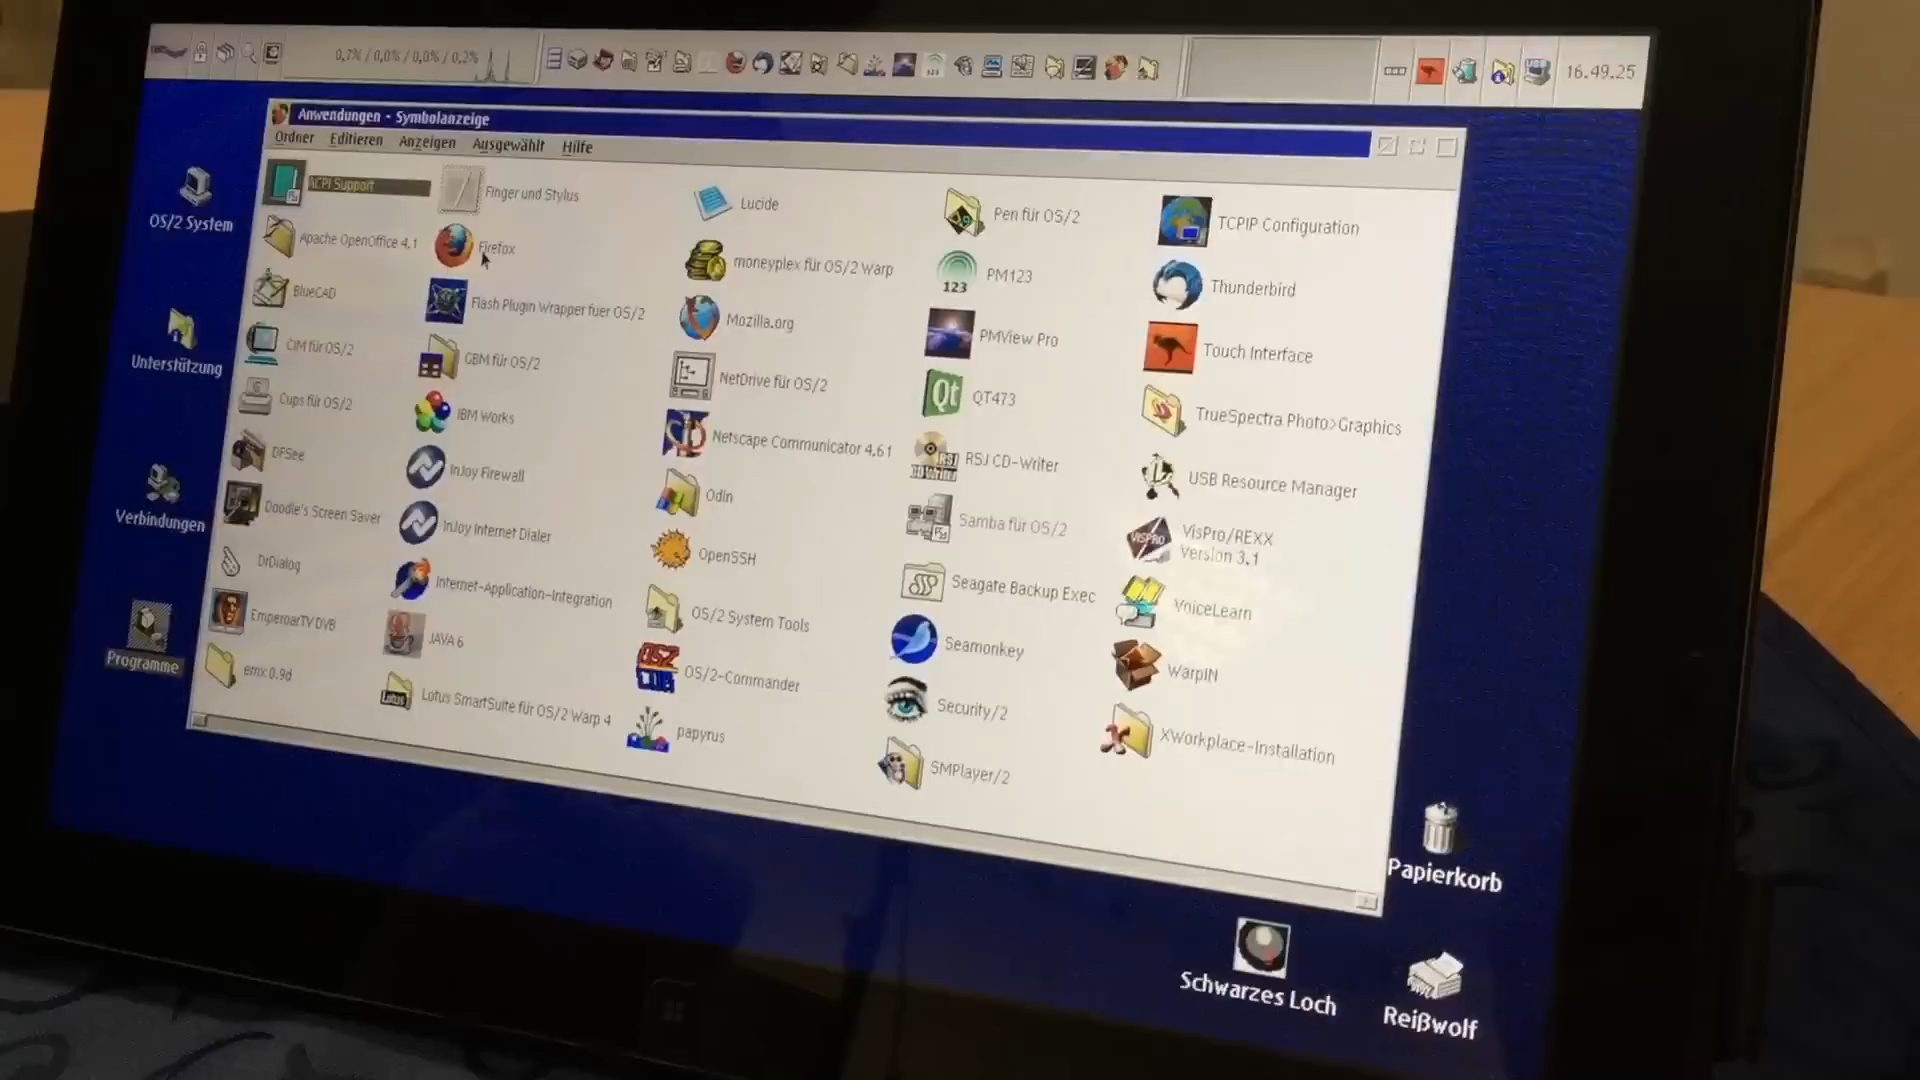 0,7% / 0,0% / 0,0% / 0,2%
16.49.25
Anwendungen - Symbolanzeige
Ordner Editieren Anzeigen Ausgewählt Hilfe
OS/2 System
Unterstützung
Verbindungen
Programme
ACPI Support
Apache OpenOffice 4.1
BlueCAD
CIM für OS/2
Cups für OS/2
DFSee
Doodle's Screen Saver
DrDialog
EmperoarTV DVB
emx 0.9d
Finger und Stylus
Firefox
Flash Plugin Wrapper fuer OS/2
GBM für OS/2
IBM Works
InJoy Firewall
InJoy Internet Dialer
Internet-Application-Integration
JAVA 6
Lotus
Lotus SmartSuite für OS/2 Warp 4
Lucide
moneyplex für OS/2 Warp
Mozilla.org
NetDrive für OS/2
Netscape Communicator 4.61
Odin
OpenSSH
OS/2 System Tools
OS/2-Commander
papyrus
Pen für OS/2
123
PM123
PMView Pro
Qt
QT473
RSJ CD-Writer
Samba für OS/2
Seagate Backup Exec
Seamonkey
Security/2
SMPlayer/2
TCPIP Configuration
Thunderbird
Touch Interface
TrueSpectra Photo>Graphics
USB Resource Manager
VISPRO
VisPro/REXX
Version 3.1
VoiceLearn
WarpIN
XWorkplace-Installation
Papierkorb
Schwarzes Loch
Reißwolf